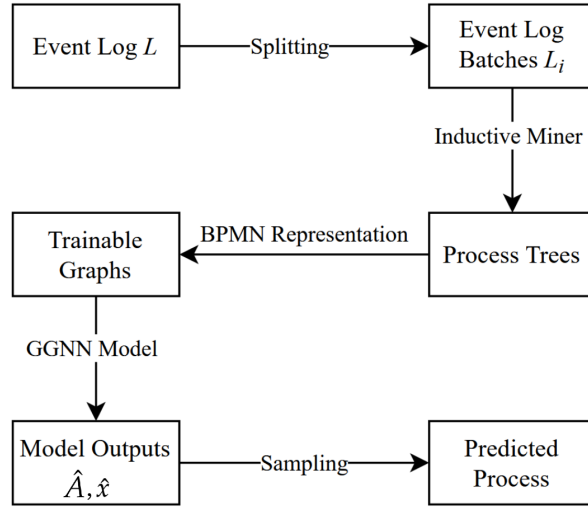 Event Log L
Splitting
Event Log
Batches Lᵢ
Inductive Miner
Process Trees
BPMN Representation
Trainable
Graphs
GGNN Model
Model Outputs
Â, x̂
Sampling
Predicted
Process